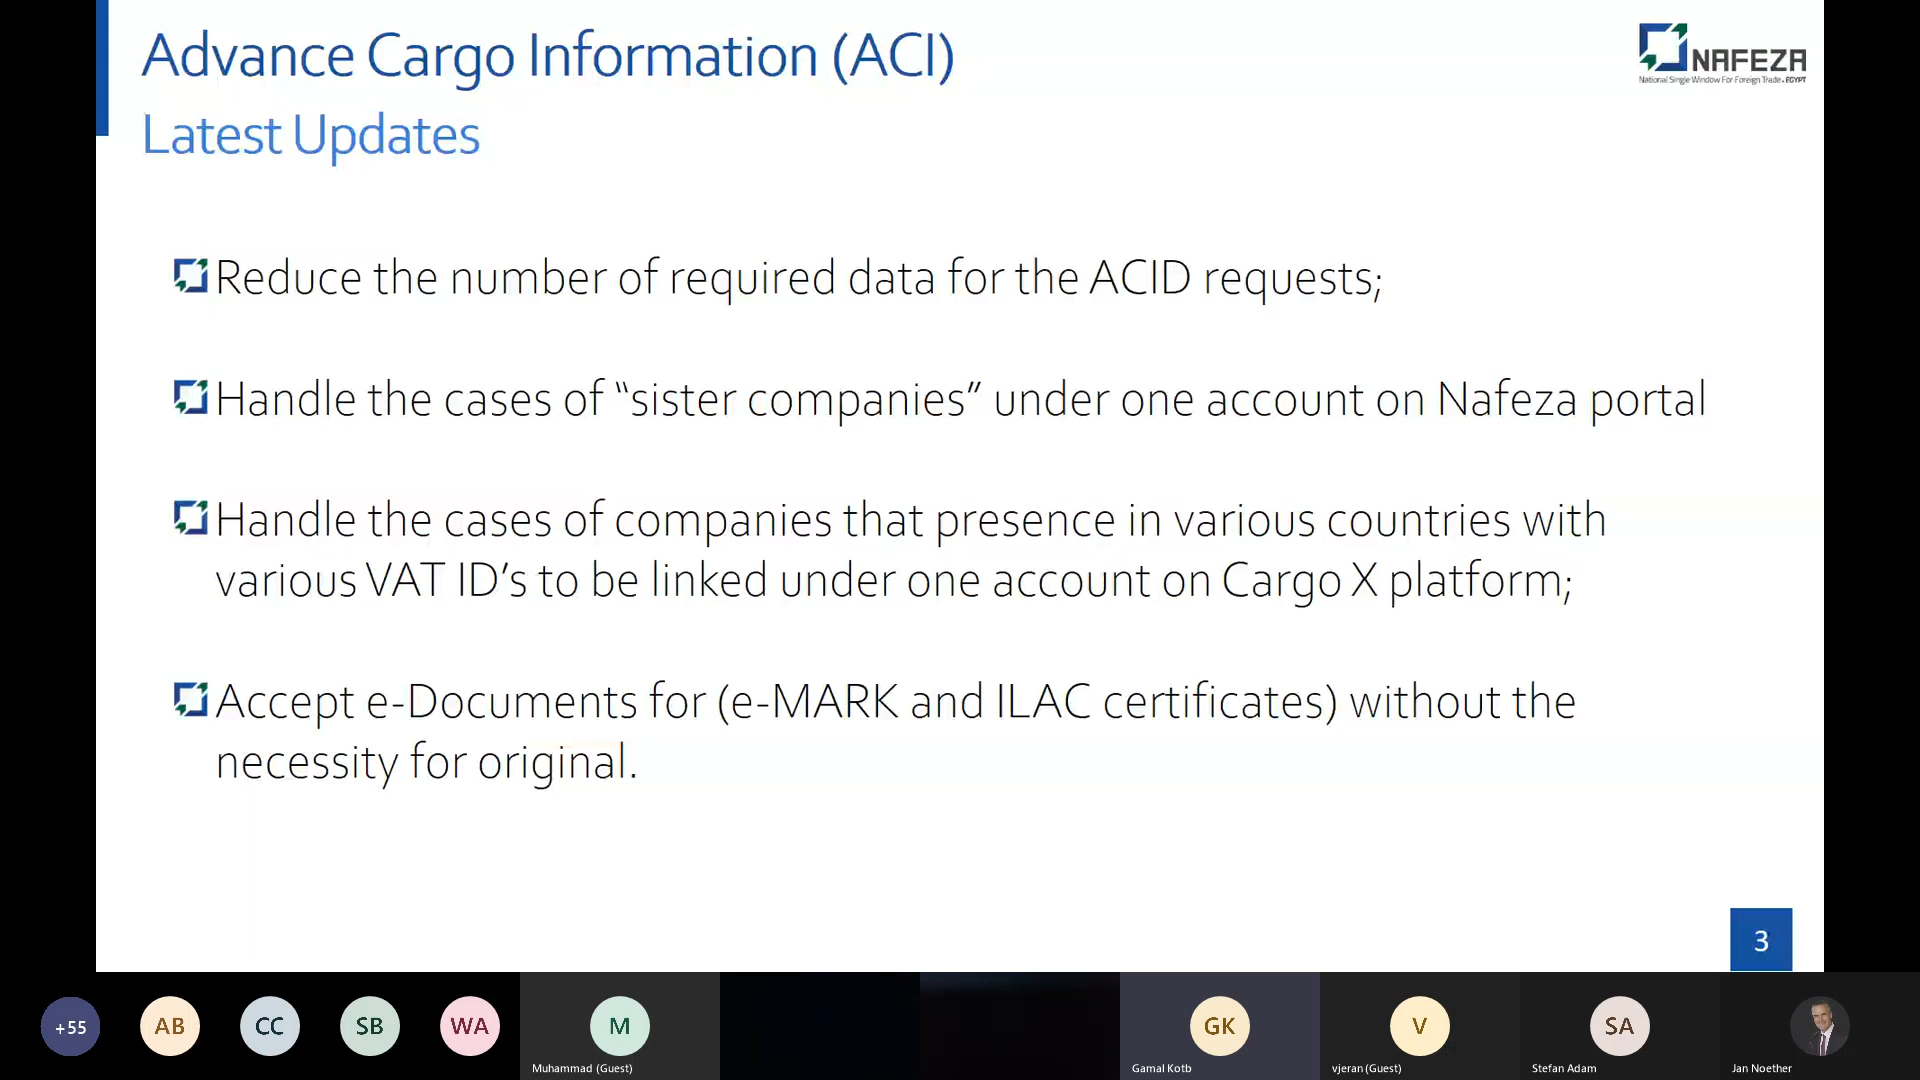 Advance Cargo Information (ACI)
Latest Updates
NAFEZA
National Single Window For Foreign Trade. EGYPT
Reduce the number of required data for the ACID requests;
Handle the cases of “sister companies” under one account on Nafeza portal
Handle the cases of companies that presence in various countries with
various VAT ID’s to be linked under one account on Cargo X platform;
Accept e-Documents for (e-MARK and ILAC certificates) without the
necessity for original.
3
+55
AB
CC
SB
WA
M
GK
V
SA
Muhammad (Guest)
Gamal Kotb
vjeran (Guest)
Stefan Adam
Jan Noether